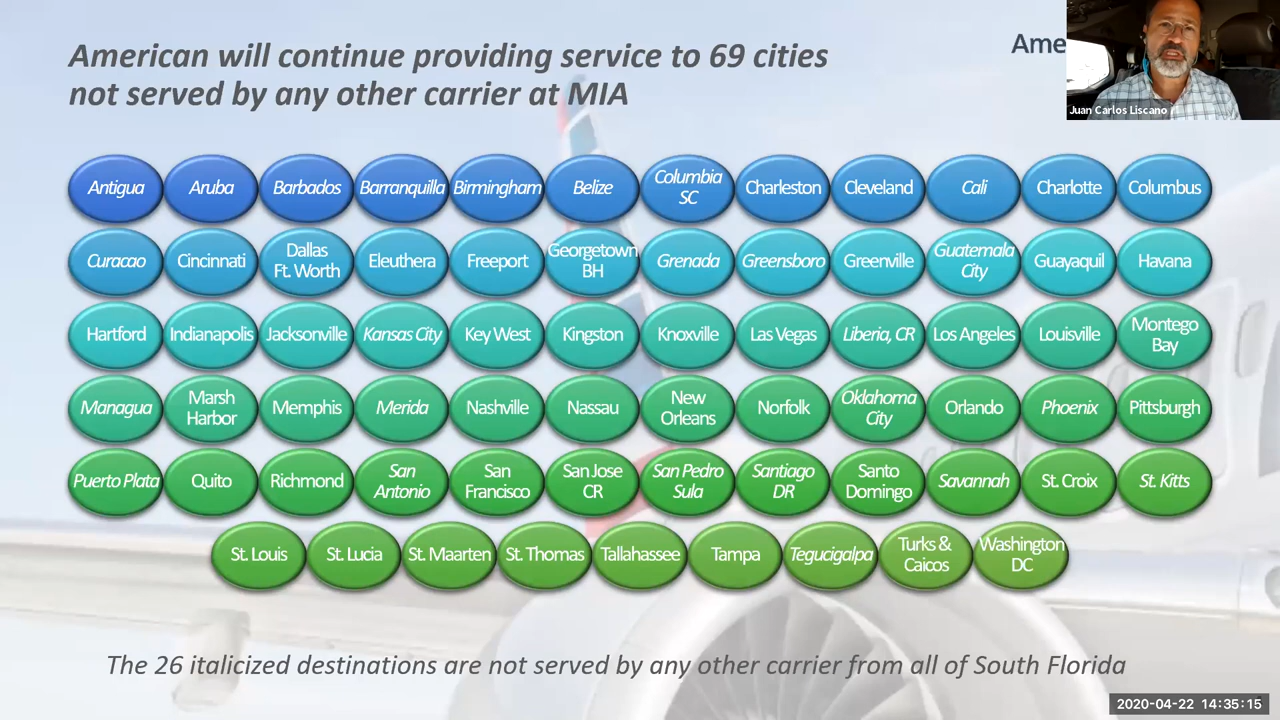 American will continue providing service to 69 cities
not served by any other carrier at MIA
Ame
Juan Carlos Liscano
Antigua
Aruba
Barbados
Barranquilla
Birmingham
Belize
Columbia
SC
Charleston
Cleveland
Cali
Charlotte
Columbus
Curacao
Cincinnati
Dallas
Ft. Worth
Eleuthera
Freeport
Georgetown
BH
Grenada
Greensboro
Greenville
Guatemala
City
Guayaquil
Havana
Hartford
Indianapolis
Jacksonville
Kansas City
Key West
Kingston
Knoxville
Las Vegas
Liberia, CR
Los Angeles
Louisville
Montego
Bay
Managua
Marsh
Harbor
Memphis
Merida
Nashville
Nassau
New
Orleans
Norfolk
Oklahoma
City
Orlando
Phoenix
Pittsburgh
Puerto Plata
Quito
Richmond
San
Antonio
San
Francisco
San Jose
CR
San Pedro
Sula
Santiago
DR
Santo
Domingo
Savannah
St. Croix
St. Kitts
St. Louis
St. Lucia
St. Maarten
St. Thomas
Tallahassee
Tampa
Tegucigalpa
Turks &
Caicos
Washington
DC
The 26 italicized destinations are not served by any other carrier from all of South Florida
2020-04-22 14:35:15